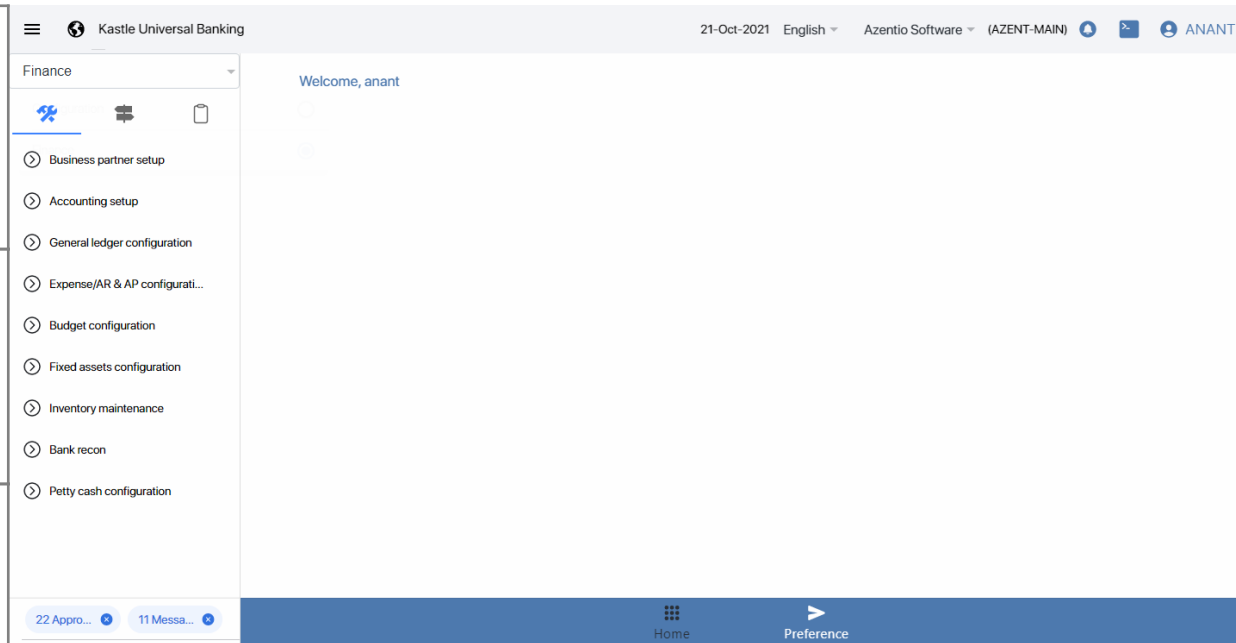 Kastle Universal Banking
21-Oct-2021 English Azentio Software (AZENT-MAIN) ANANT
Finance
Welcome, anant
Business partner setup
Accounting setup
General ledger configuration
Expense/AR & AP configurati...
Budget configuration
Fixed assets configuration
Inventory maintenance
Bank recon
Petty cash configuration
22 Appro... 11 Messa...
Home Preference